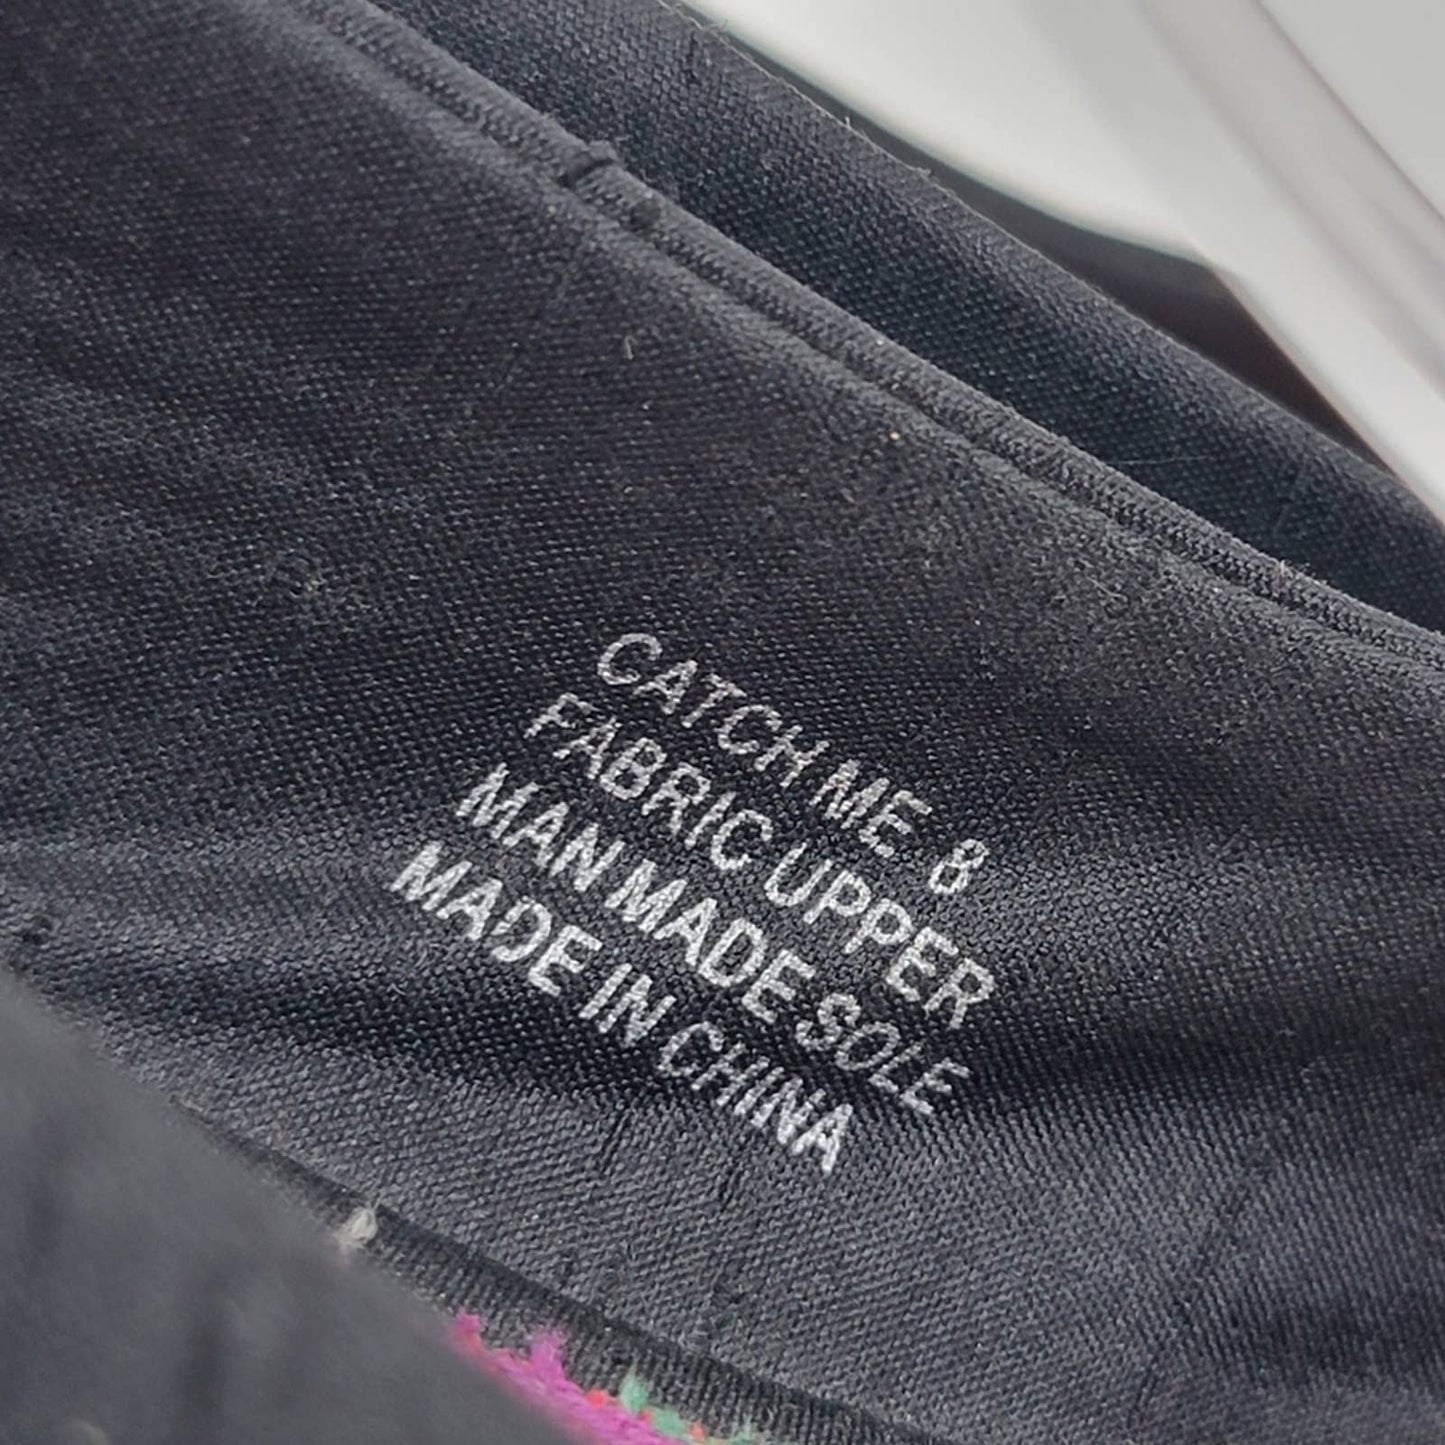 CATCH ME 8
FABRIC UPPER
MAN MADE SOLE
MADE IN CHINA